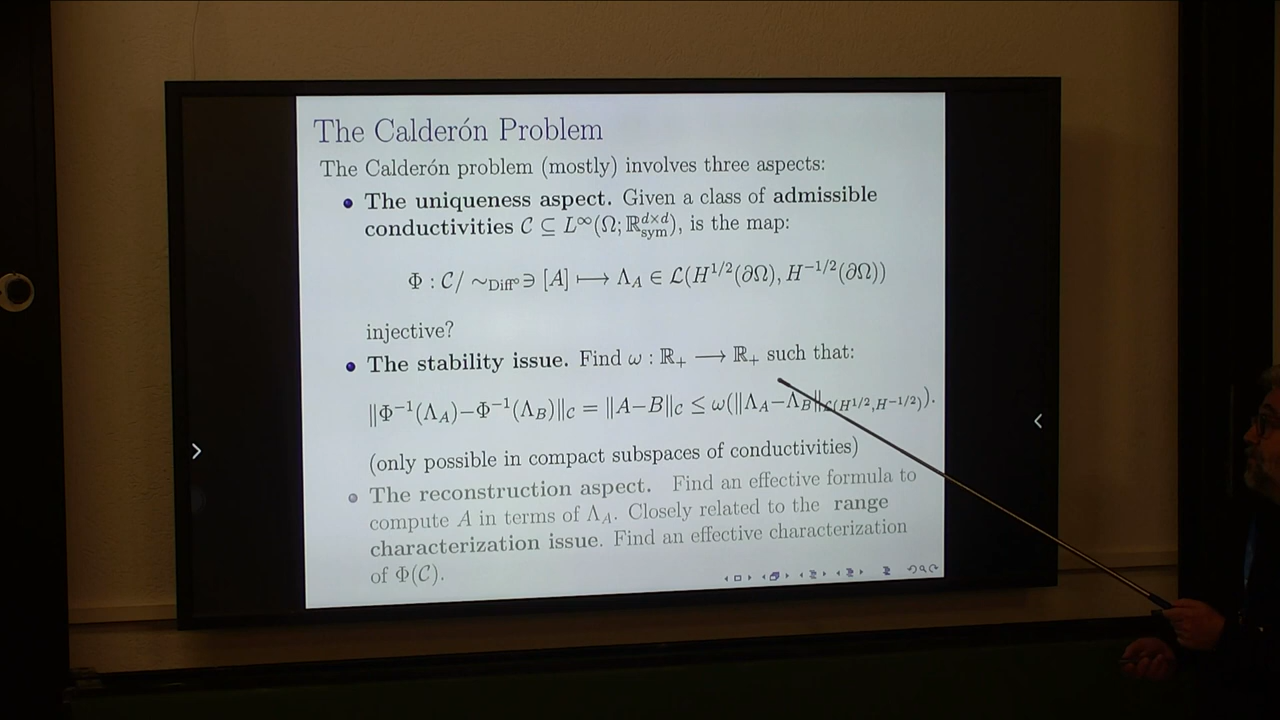 The Calderón Problem
The Calderón problem (mostly) involves three aspects:
The uniqueness aspect. Given a class of admissible
conductivities 𝒞 ⊆ L^∞(Ω; ℝ^{d×d}_{sym}), is the map:
Φ : 𝒞/ ∼_{Diff^o} ∋ [A] ⟼ Λ_A ∈ ℒ(H^{1/2}(∂Ω), H^{−1/2}(∂Ω))
injective?
The stability issue. Find ω : ℝ_+ ⟶ ℝ_+ such that:
‖Φ^{−1}(Λ_A)−Φ^{−1}(Λ_B)‖_𝒞 = ‖A−B‖_𝒞 ≤ ω(‖Λ_A−Λ_B‖_{ℒ(H^{1/2},H^{−1/2})}).
(only possible in compact subspaces of conductivities)
The reconstruction aspect. Find an effective formula to
compute A in terms of Λ_A. Closely related to the range
characterization issue. Find an effective characterization
of Φ(𝒞).